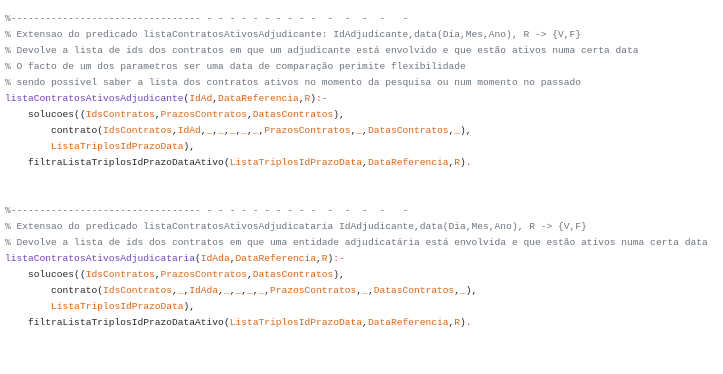 %--------------------------------- - - - - - - - - - -  -  -  -  -   -
% Extensao do predicado listaContratosAtivosAdjudicante: IdAdjudicante,data(Dia,Mes,Ano), R -> {V,F}
% Devolve a lista de ids dos contratos em que um adjudicante está envolvido e que estão ativos numa certa data
% O facto de um dos parametros ser uma data de comparação perimite flexibilidade
% sendo possível saber a lista dos contratos ativos no momento da pesquisa ou num momento no passado
listaContratosAtivosAdjudicante(IdAd,DataReferencia,R):-
    solucoes((IdsContratos,PrazosContratos,DatasContratos),
        contrato(IdsContratos,IdAd,_,_,_,_,_,PrazosContratos,_,DatasContratos,_),
        ListaTriplosIdPrazoData),
    filtraListaTriplosIdPrazoDataAtivo(ListaTriplosIdPrazoData,DataReferencia,R).
%--------------------------------- - - - - - - - - - -  -  -  -  -   -
% Extensao do predicado listaContratosAtivosAdjudicataria IdAdjudicante,data(Dia,Mes,Ano), R -> {V,F}
% Devolve a lista de ids dos contratos em que uma entidade adjudicatária está envolvida e que estão ativos numa certa data
listaContratosAtivosAdjudicataria(IdAda,DataReferencia,R):-
    solucoes((IdsContratos,PrazosContratos,DatasContratos),
        contrato(IdsContratos,_,IdAda,_,_,_,_,PrazosContratos,_,DatasContratos,_),
        ListaTriplosIdPrazoData),
    filtraListaTriplosIdPrazoDataAtivo(ListaTriplosIdPrazoData,DataReferencia,R).